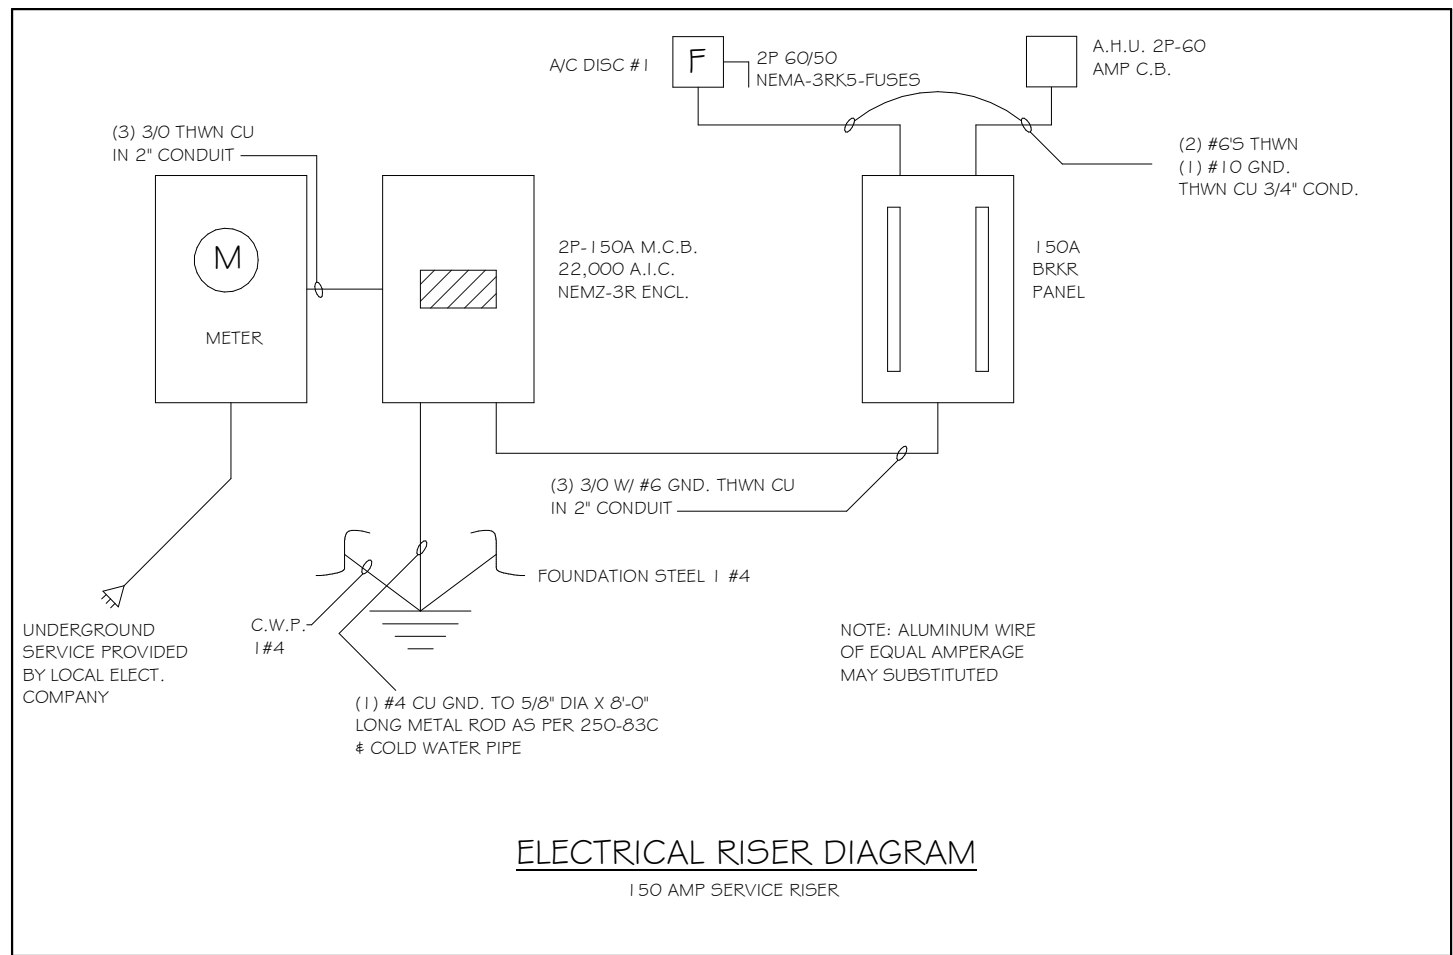 A/C DISC #1
F
2P 60/50
NEMA-3RK5-FUSES
A.H.U. 2P-60
AMP C.B.
(3) 3/0 THWN CU
IN 2" CONDUIT
(2) #6'S THWN
(1) #10 GND.
THWN CU 3/4" COND.
M
METER
2P-150A M.C.B.
22,000 A.I.C.
NEMZ-3R ENCL.
150A
BRKR
PANEL
(3) 3/0 W/ #6 GND. THWN CU
IN 2" CONDUIT
FOUNDATION STEEL 1 #4
C.W.P.
1#4
UNDERGROUND
SERVICE PROVIDED
BY LOCAL ELECT.
COMPANY
NOTE: ALUMINUM WIRE
OF EQUAL AMPERAGE
MAY SUBSTITUTED
(1) #4 CU GND. TO 5/8" DIA X 8'-0"
LONG METAL ROD AS PER 250-83C
& COLD WATER PIPE
ELECTRICAL RISER DIAGRAM
150 AMP SERVICE RISER